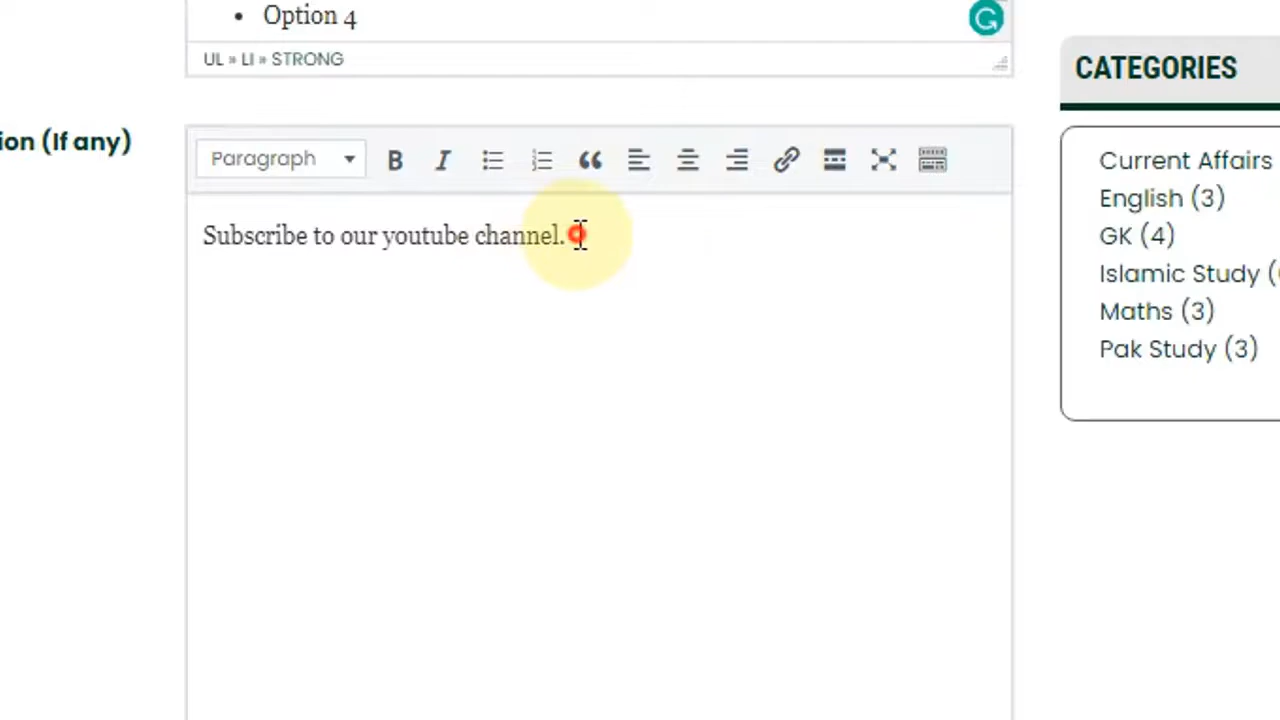 • Option 4
UL » LI » STRONG
CATEGORIES
ion (If any)
Paragraph
Subscribe to our youtube channel.
Current Affairs
English (3)
GK (4)
Islamic Study (
Maths (3)
Pak Study (3)